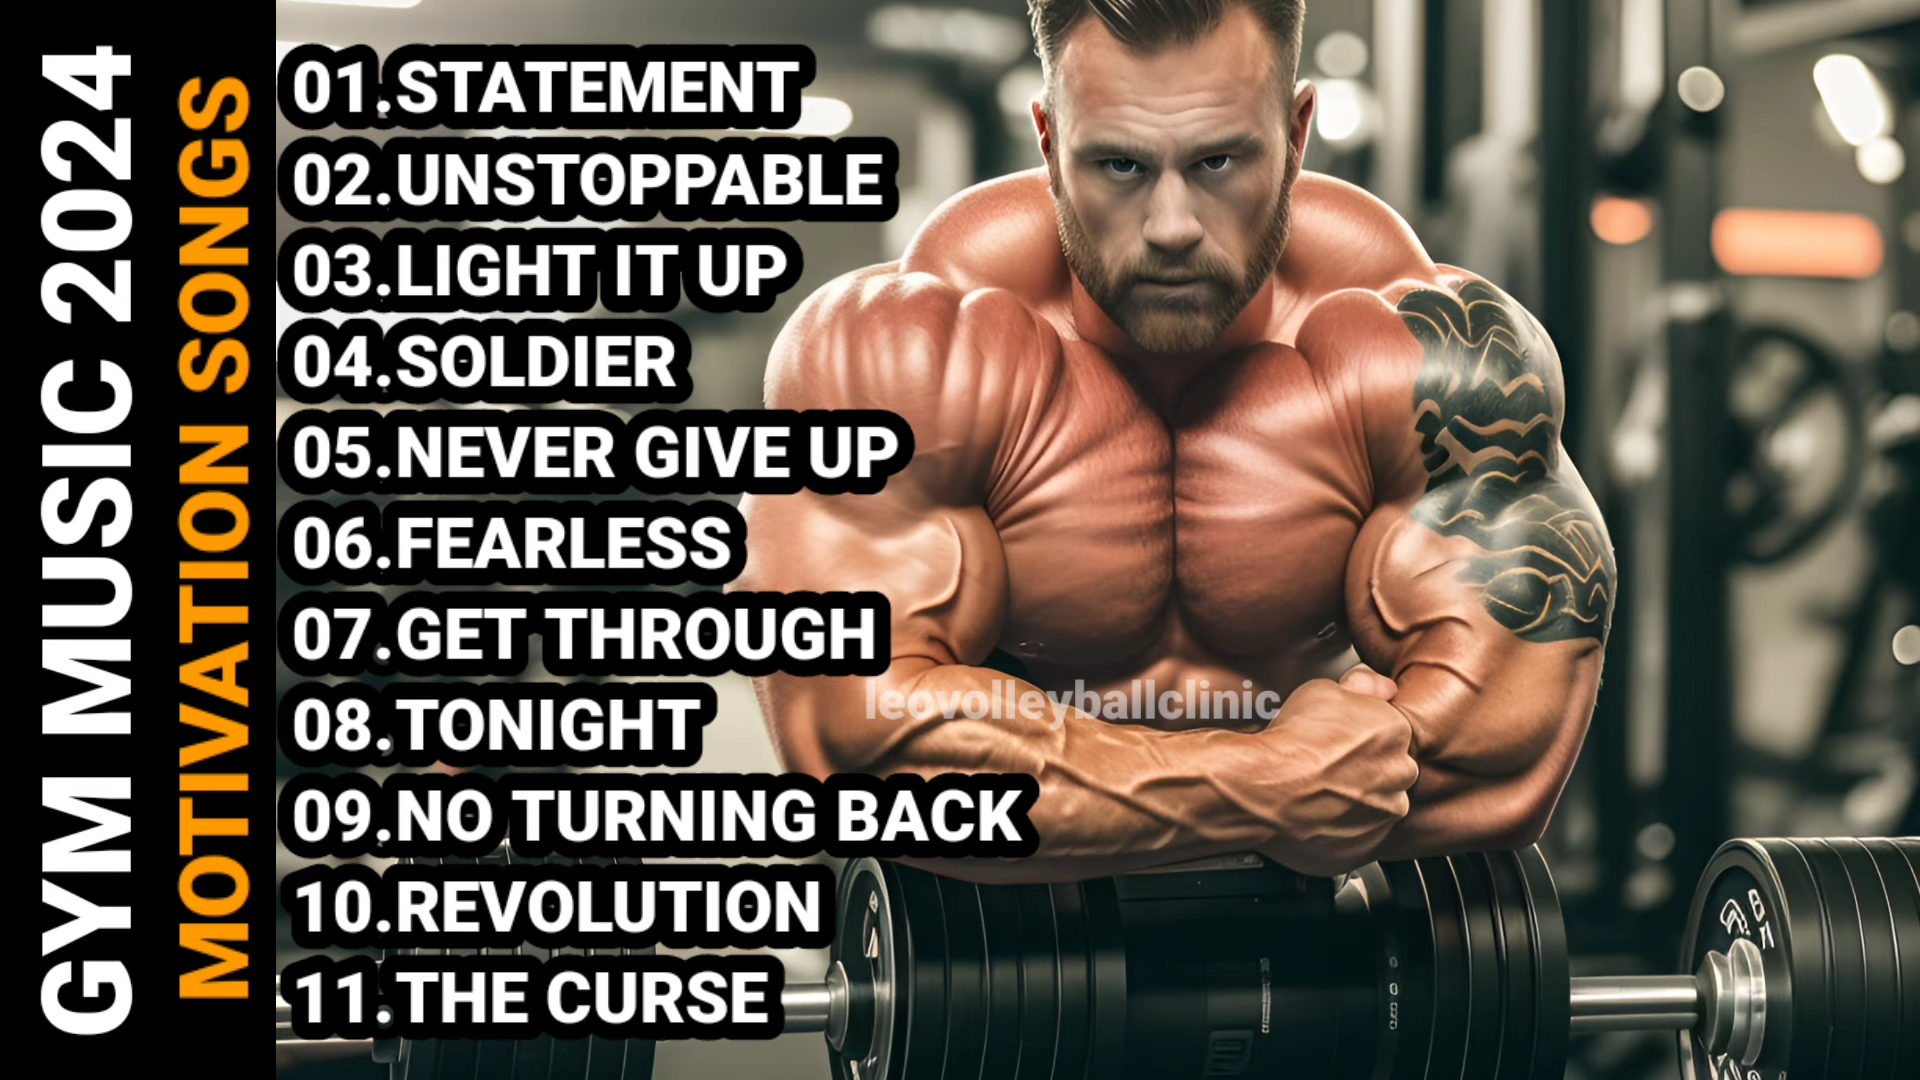 GYM MUSIC 2024
MOTIVATION SONGS
01.STATEMENT
02.UNSTOPPABLE
03.LIGHT IT UP
04.SOLDIER
05.NEVER GIVE UP
06.FEARLESS
07.GET THROUGH
08.TONIGHT
09.NO TURNING BACK
10.REVOLUTION
11.THE CURSE
leovolleyballclinic